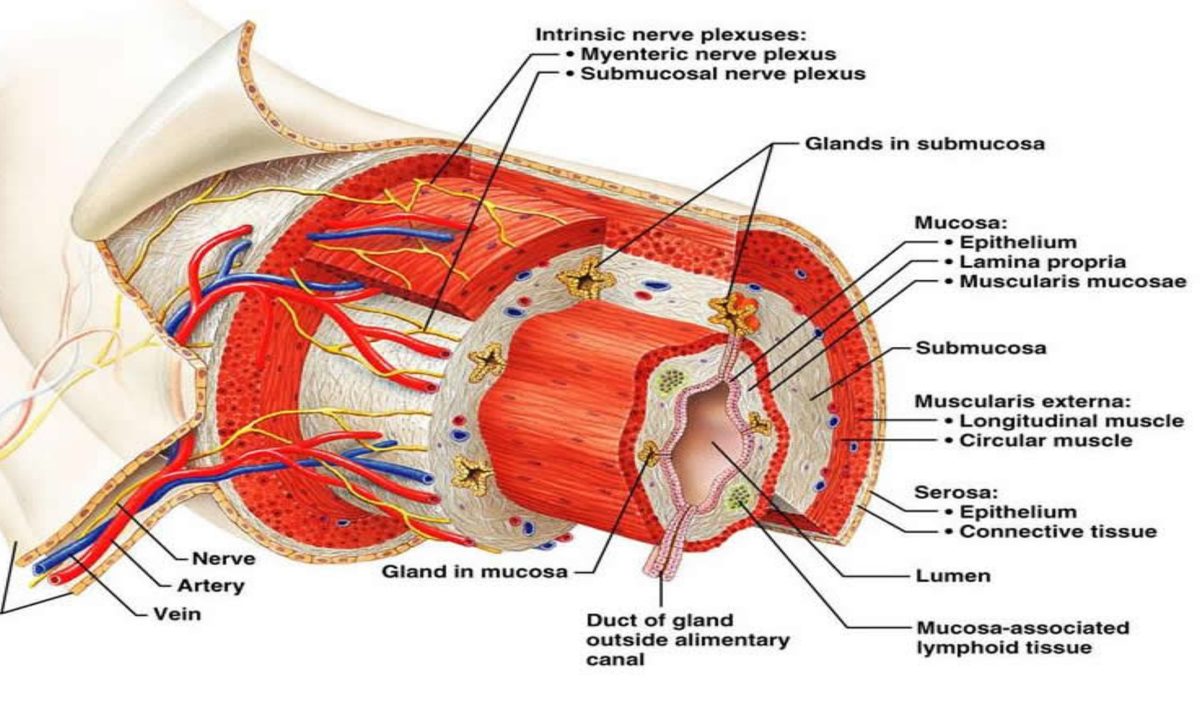 Intrinsic nerve plexuses:
• Myenteric nerve plexus
• Submucosal nerve plexus
Glands in submucosa
Mucosa:
• Epithelium
• Lamina propria
• Muscularis mucosae
Submucosa
Muscularis externa:
• Longitudinal muscle
• Circular muscle
Serosa:
• Epithelium
• Connective tissue
Nerve
Artery
Vein
Gland in mucosa
Lumen
Duct of gland
outside alimentary
canal
Mucosa-associated
lymphoid tissue